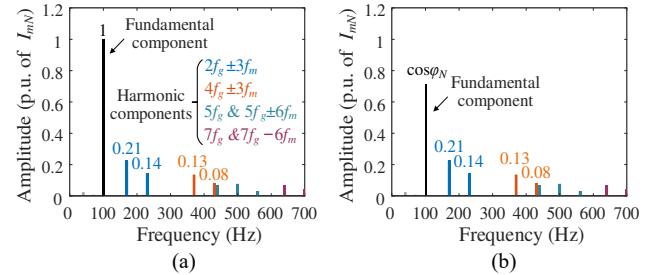 Amplitude (p.u. of I_{mN})
1.2
1
0.8
0.6
0.4
0.2
0
1
Fundamental
component
Harmonic
components
2f_g ±3f_m
4f_g ±3f_m
5f_g & 5f_g±6f_m
7f_g &7f_g−6f_m
0.21
0.14
0.13
0.08
0 100 200 300 400 500 600 700
Frequency (Hz)
(a)
Amplitude (p.u. of I_{mN})
1.2
1
0.8
0.6
0.4
0.2
0
cosφ_N
Fundamental
component
0.21
0.14
0.13
0.08
0 100 200 300 400 500 600 700
Frequency (Hz)
(b)